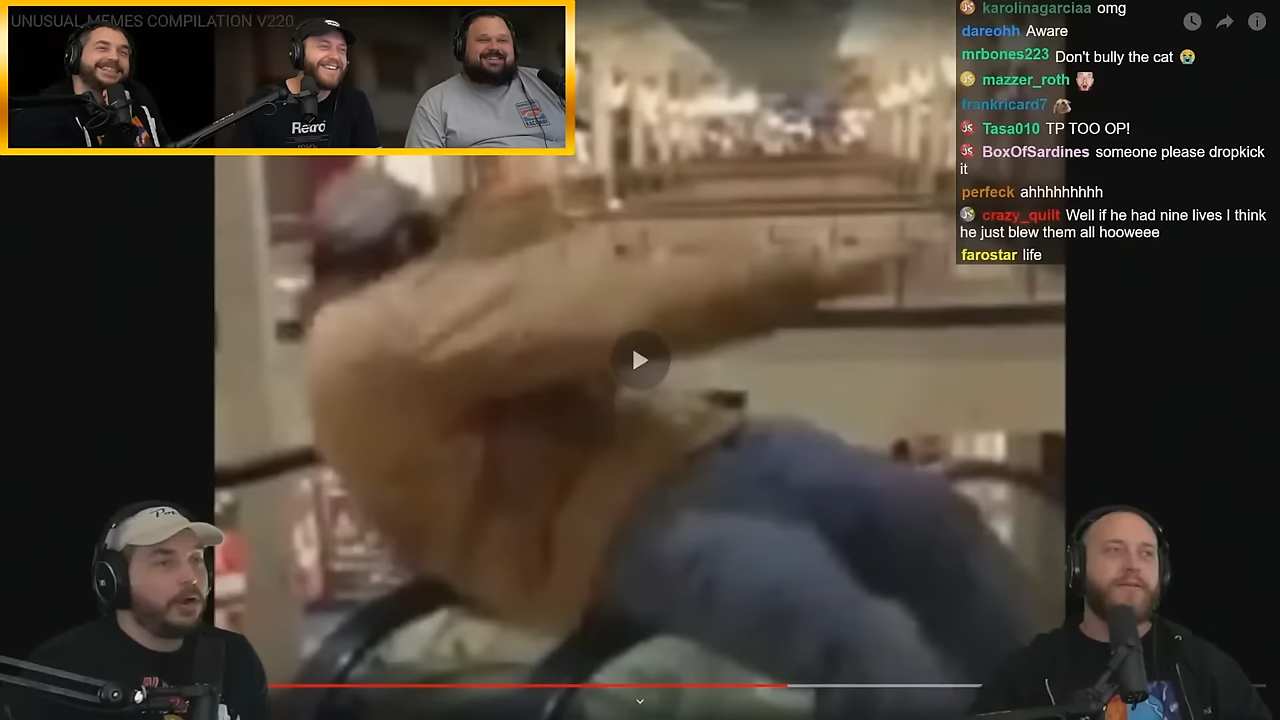 UNUSUAL MEMES COMPILATION V220
Retro
karolinagarciaa omg
dareohh Aware
mrbones223 Don't bully the cat 😭
mazzer_roth
frankricard7
Tasa010 TP TOO OP!
BoxOfSardines someone please dropkick
it
perfeck ahhhhhhhhh
crazy_quilt Well if he had nine lives I think
he just blew them all hooweee
farostar life